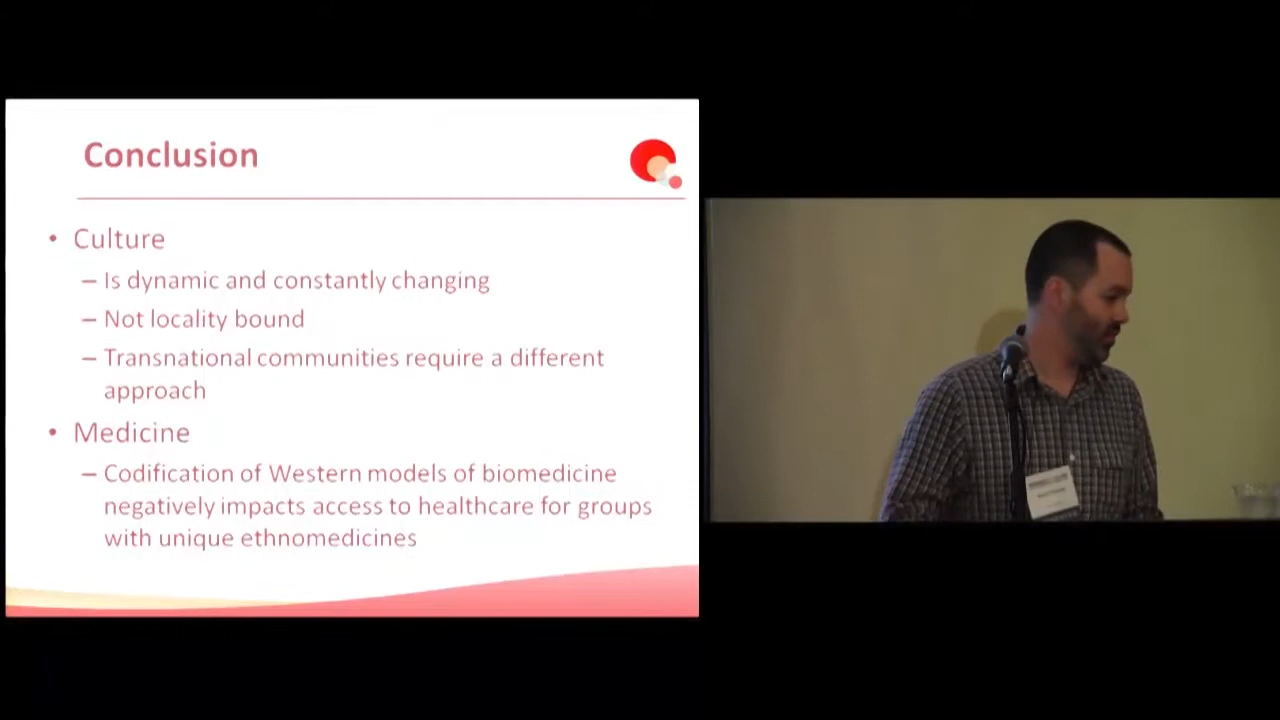 Conclusion
• Culture
– Is dynamic and constantly changing
– Not locality bound
– Transnational communities require a different
approach
• Medicine
– Codification of Western models of biomedicine
negatively impacts access to healthcare for groups
with unique ethnomedicines